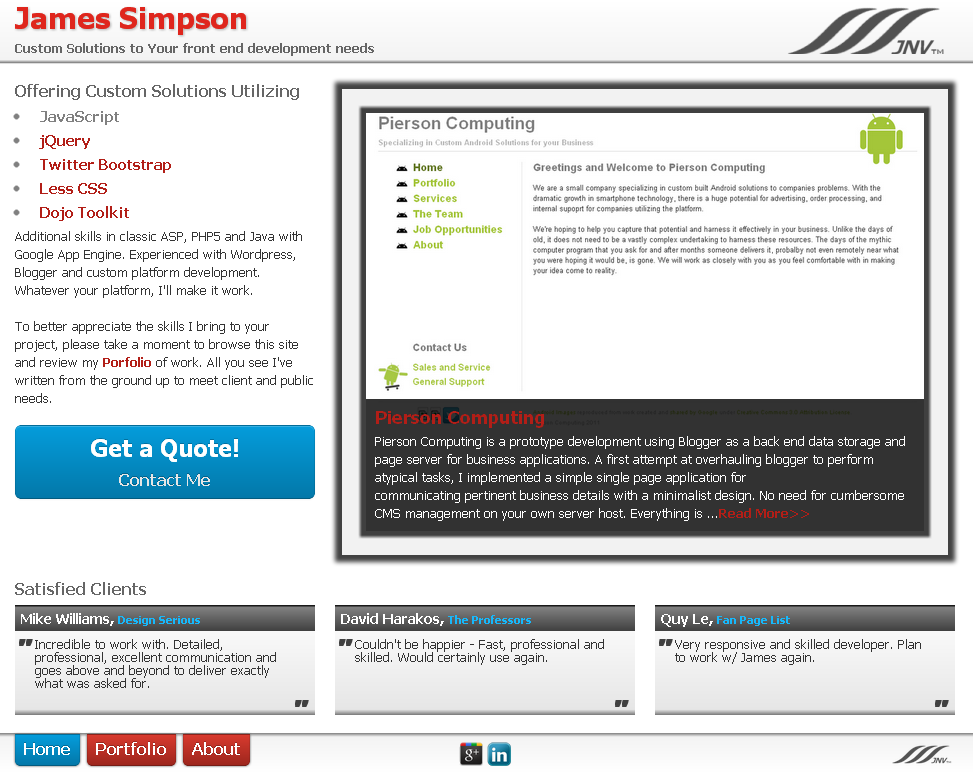 James Simpson
Custom Solutions to Your front end development needs
JNV™
Offering Custom Solutions Utilizing
JavaScript
jQuery
Twitter Bootstrap
Less CSS
Dojo Toolkit
Additional skills in classic ASP, PHP5 and Java with
Google App Engine. Experienced with Wordpress,
Blogger and custom platform development.
Whatever your platform, I'll make it work.
To better appreciate the skills I bring to your
project, please take a moment to browse this site
and review my Porfolio of work. All you see I've
written from the ground up to meet client and public
needs.
Get a Quote!
Contact Me
Pierson Computing
Specializing in Custom Android Solutions for your Business
Home
Portfolio
Services
The Team
Job Opportunities
About
Greetings and Welcome to Pierson Computing
We are a small company specializing in custom built Android solutions to companies problems. With the
dramatic growth in smartphone technology, there is a huge potential for advertising, order processing, and
internal supoprt for companies utilizing the platform.
We're hoping to help you capture that potential and harness it effectively in your business. Unlike the days of
old, it does not need to be a vastly complex undertaking to harness these resources. The days of the mythic
computer program that you ask for and after months someone delivers it, probalby not even remotely near what
you were hoping it would be, is gone. We will work as closely with you as you feel comfortable with in making
your idea come to reality.
Contact Us
Sales and Service
General Support
Pierson Computing
Pierson Computing is a prototype development using Blogger as a back end data storage and
page server for business applications. A first attempt at overhauling blogger to perform
atypical tasks, I implemented a simple single page application for
communicating pertinent business details with a minimalist design. No need for cumbersome
CMS management on your own server host. Everything is ...Read More>>
Satisfied Clients
Mike Williams, Design Serious
Incredible to work with. Detailed,
professional, excellent communication and
goes above and beyond to deliver exactly
what was asked for.
David Harakos, The Professors
Couldn't be happier - Fast, professional and
skilled. Would certainly use again.
Quy Le, Fan Page List
Very responsive and skilled developer. Plan
to work w/ James again.
Home
Portfolio
About
g+
in
JNV™